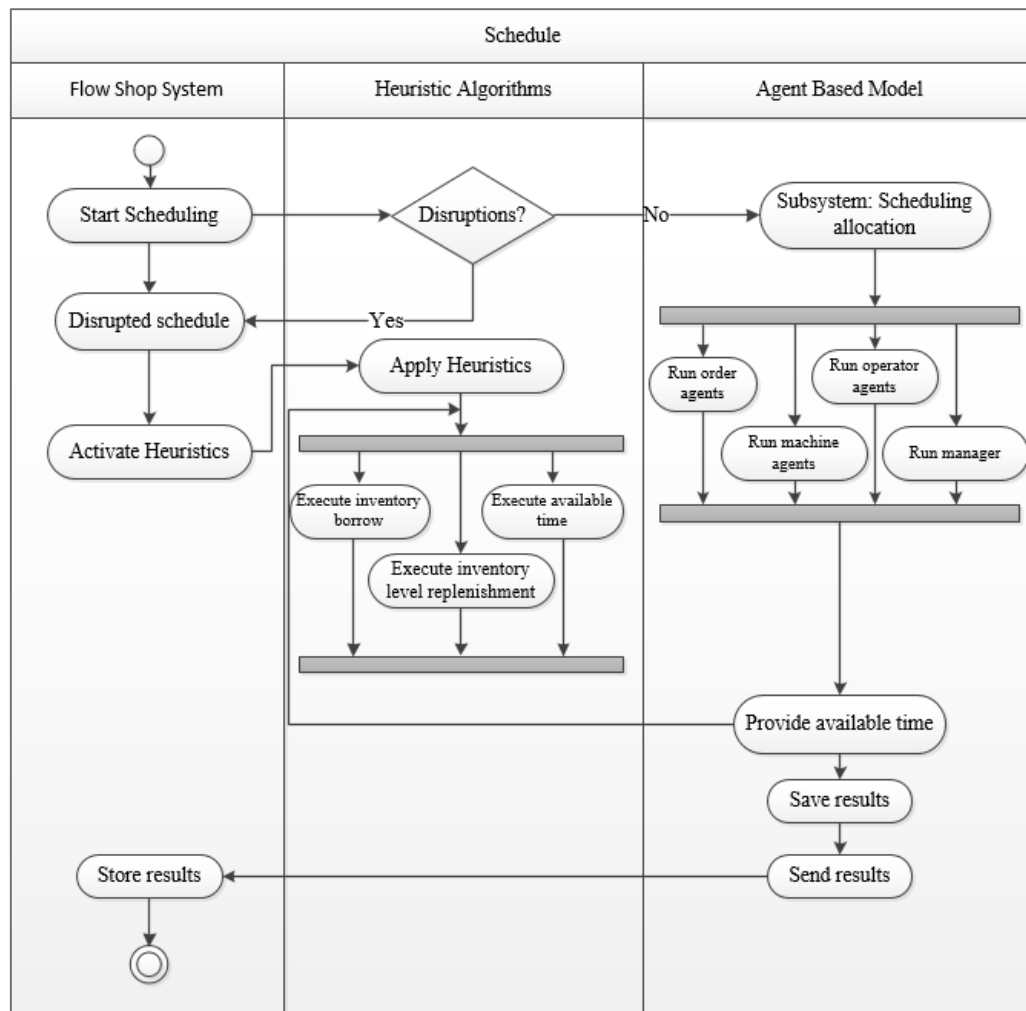 Schedule
Flow Shop System
Heuristic Algorithms
Agent Based Model
Start Scheduling
Disruptions?
No
Subsystem: Scheduling
allocation
Disrupted schedule
Yes
Apply Heuristics
Activate Heuristics
Run order
agents
Run operator
agents
Run machine
agents
Run manager
Execute inventory
borrow
Execute available
time
Execute inventory
level replenishment
Provide available time
Save results
Store results
Send results